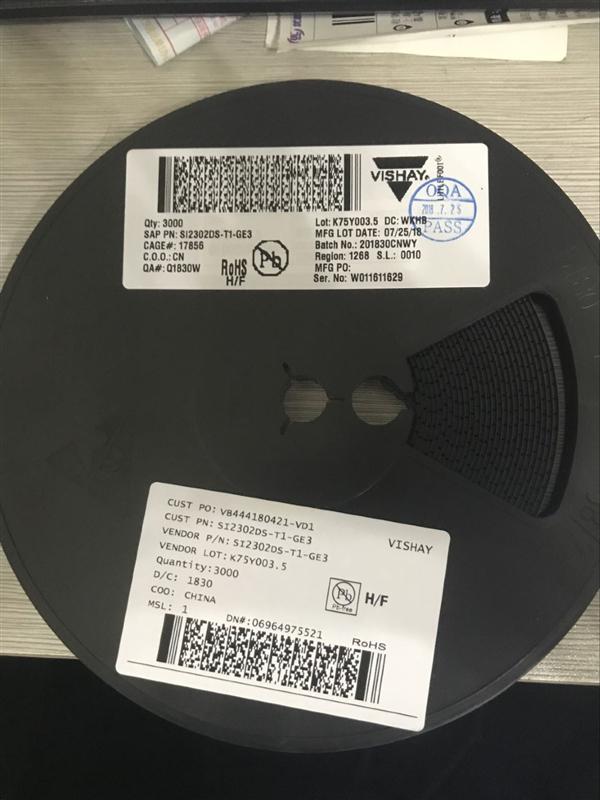 VISHAY
OQA
2018.7.25
PASS
Qty: 3000
SAP PN: SI2302DS-T1-GE3
CAGE#: 17856
C.O.O.: CN
QA#: Q1830W
RoHS
H/F
Pb
Lot: K75Y003.5 DC: WKHB
MFG LOT DATE: 07/25/18
Batch No.: 201830CNWY
Region: 1268 S.L.: 0010
MFG PO:
Ser. No: W011611629
CUST PO: VB444180421-VD1
CUST PN: SI2302DS-T1-GE3
VENDOR P/N: SI2302DS-T1-GE3
VENDOR LOT: K75Y003.5
Quantity:3000
D/C: 1830
COO: CHINA
MSL: 1
VISHAY
Pb
Pb-free
H/F
DN#:06964975521
RoHS